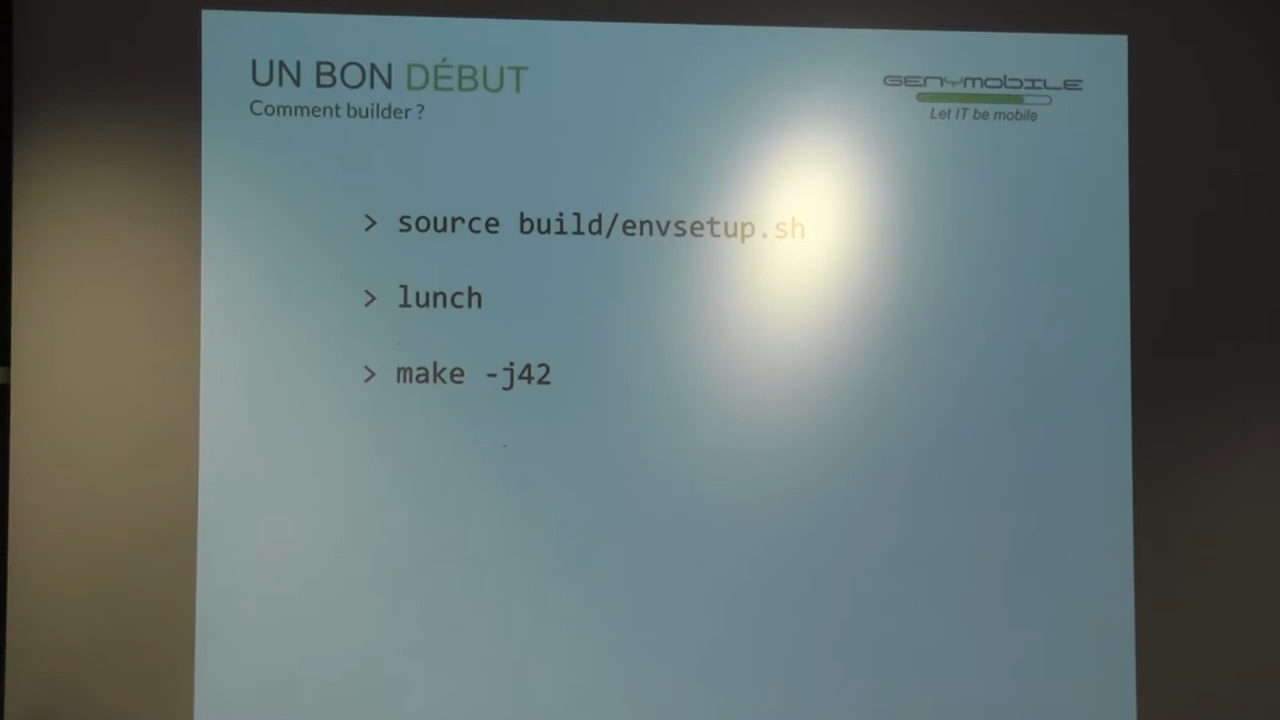 UN BON DÉBUT
Comment builder ?
GENYMOBILE
Let IT be mobile
> source build/envsetup.sh
> lunch
> make -j42